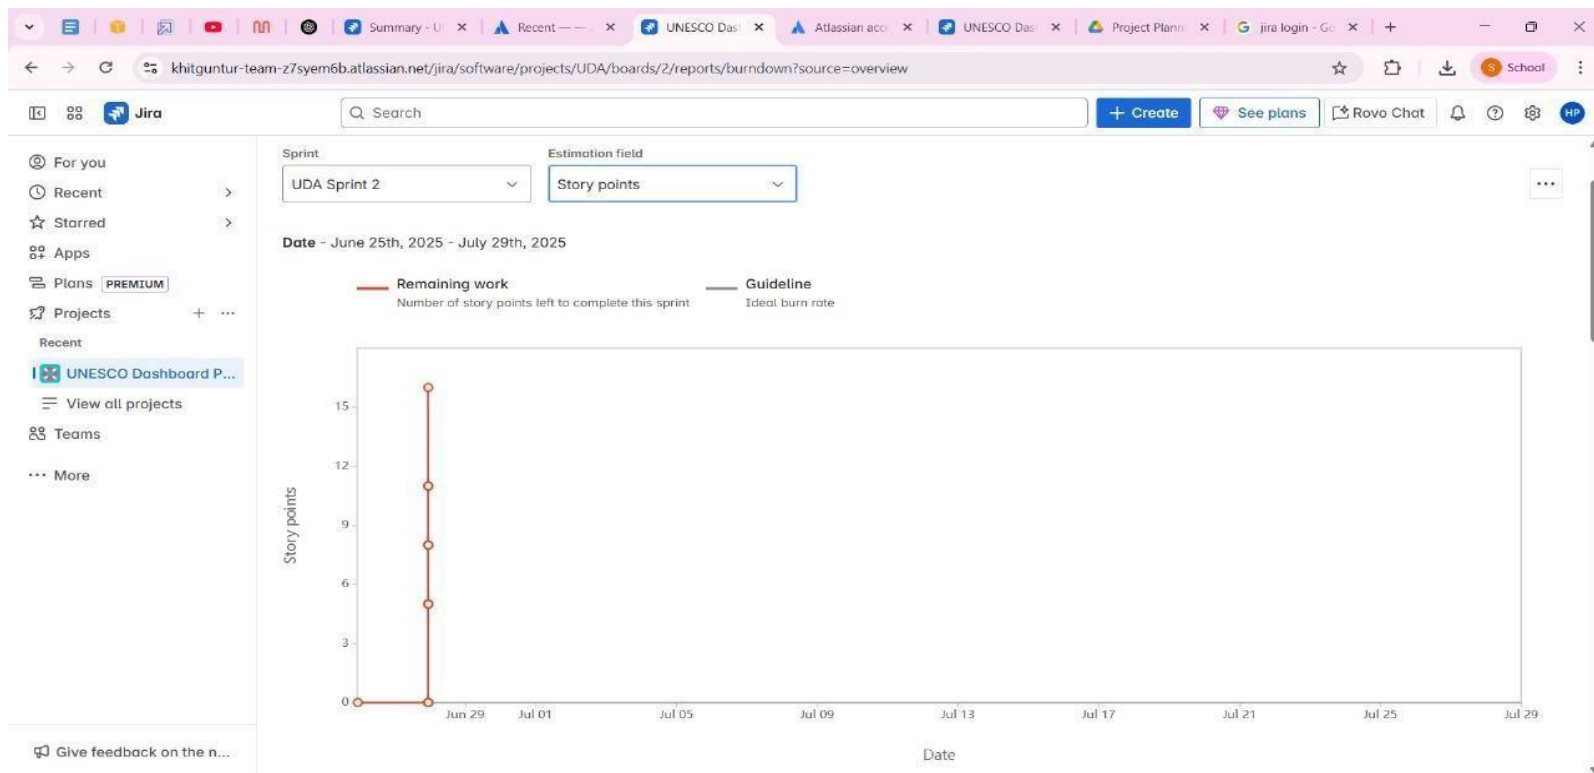 Summary - U
Recent — —
UNESCO Das
Atlassian acc
UNESCO Das
Project Plann
jira login - Go
khitguntur-team-z7syem6b.atlassian.net/jira/software/projects/UDA/boards/2/reports/burndown?source=overview
S School
Jira
Search
+ Create
See plans
Rovo Chat
HP
For you
Recent
Starred
Apps
Plans PREMIUM
Projects
Recent
UNESCO Dashboard P...
View all projects
Teams
More
Give feedback on the n...
Sprint
Estimation field
UDA Sprint 2
Story points
Date - June 25th, 2025 - July 29th, 2025
Remaining work
Number of story points left to complete this sprint
Guideline
Ideal burn rate
15
12
9
6
3
0
Story points
Jun 29 Jul 01 Jul 05 Jul 09 Jul 13 Jul 17 Jul 21 Jul 25 Jul 29
Date